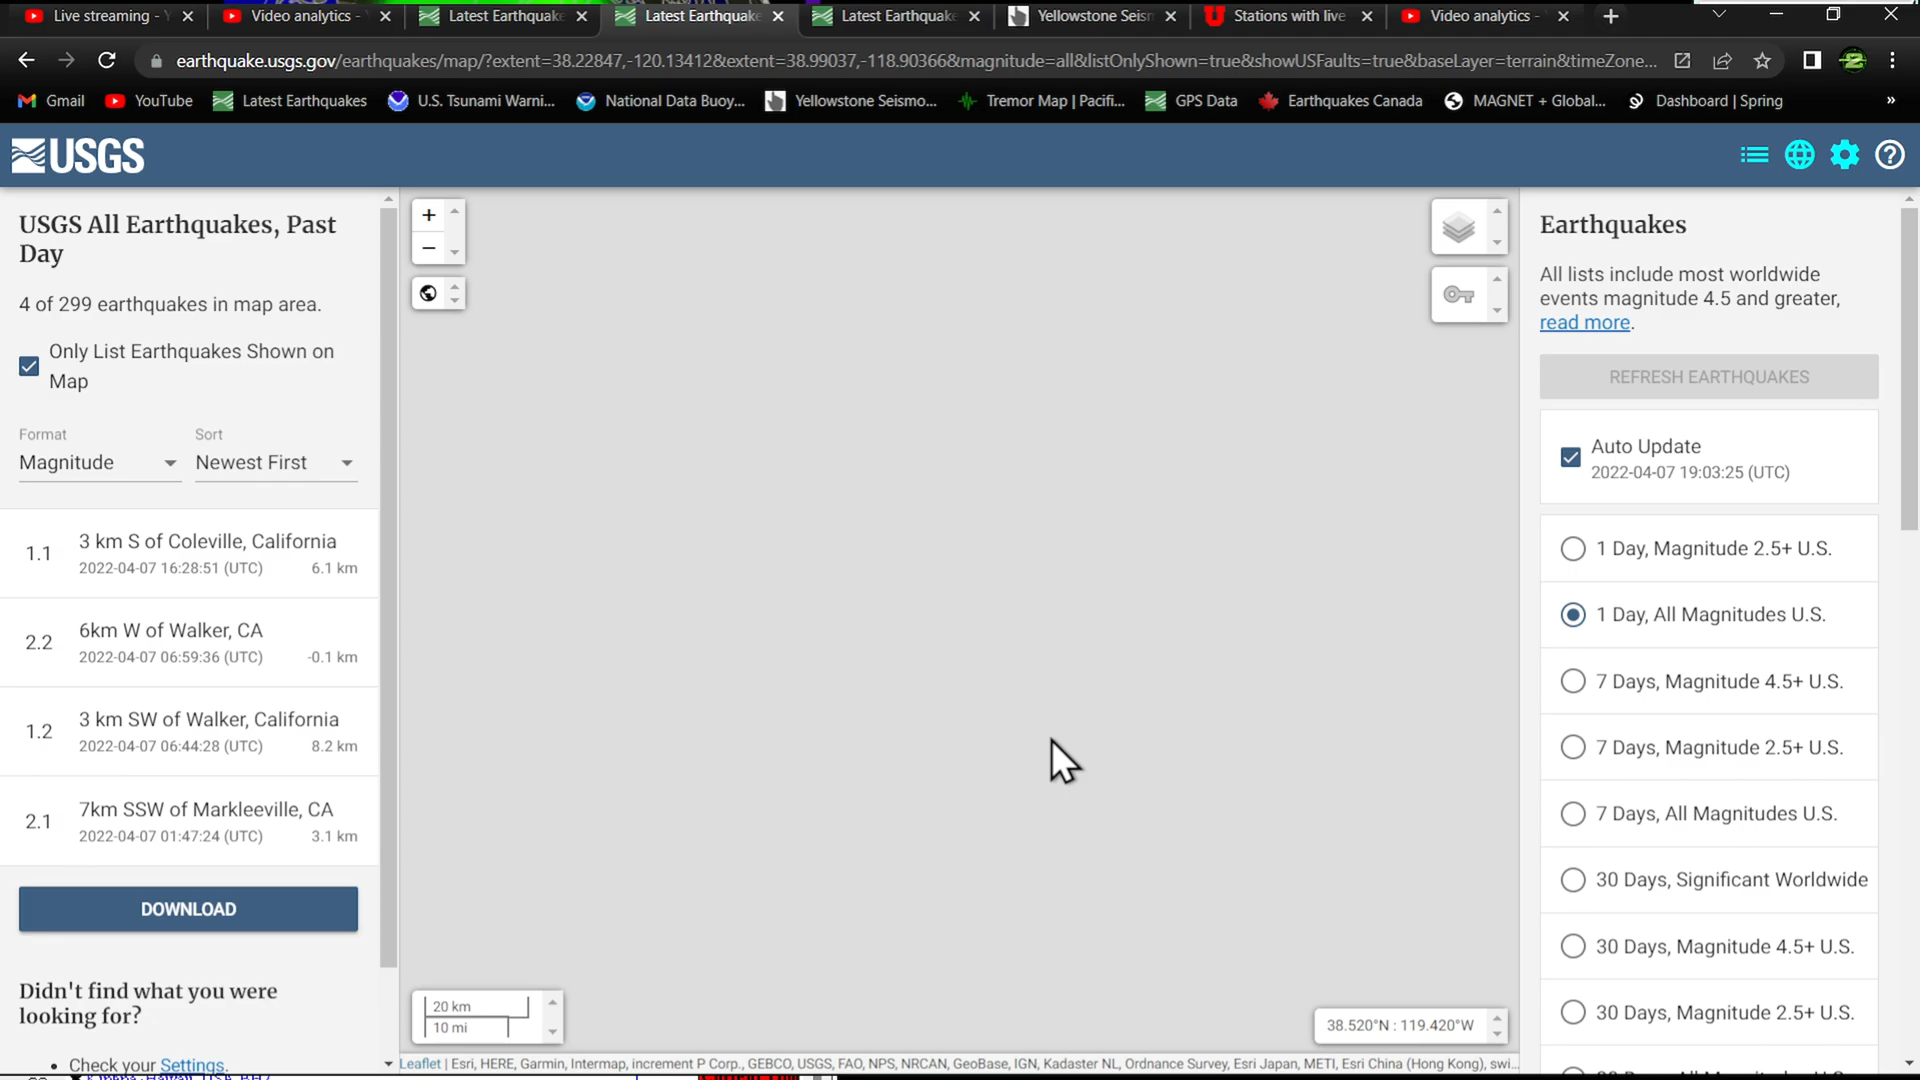 Live streaming - Y
Video analytics -
Latest Earthquake
Latest Earthquake
Latest Earthquake
Yellowstone Seism
Stations with live
Video analytics -
earthquake.usgs.gov/earthquakes/map/?extent=38.22847,-120.13412&extent=38.99037,-118.90366&magnitude=all&listOnlyShown=true&showUSFaults=true&baseLayer=terrain&timeZone...
Gmail
YouTube
Latest Earthquakes
U.S. Tsunami Warni...
National Data Buoy...
Yellowstone Seismo...
Tremor Map | Pacifi...
GPS Data
Earthquakes Canada
MAGNET + Global...
Dashboard | Spring
»
USGS
USGS All Earthquakes, Past
Day
4 of 299 earthquakes in map area.
Only List Earthquakes Shown on
Map
Format
Sort
Magnitude
Newest First
1.1
3 km S of Coleville, California
2022-04-07 16:28:51 (UTC)
6.1 km
2.2
6km W of Walker, CA
2022-04-07 06:59:36 (UTC)
-0.1 km
1.2
3 km SW of Walker, California
2022-04-07 06:44:28 (UTC)
8.2 km
2.1
7km SSW of Markleeville, CA
2022-04-07 01:47:24 (UTC)
3.1 km
DOWNLOAD
Didn't find what you were
looking for?
• Check your Settings.
+
−
20 km
10 mi
38.520°N : 119.420°W
Leaflet | Esri, HERE, Garmin, Intermap, increment P Corp., GEBCO, USGS, FAO, NPS, NRCAN, GeoBase, IGN, Kadaster NL, Ordnance Survey, Esri Japan, METI, Esri China (Hong Kong), swi...
Earthquakes
All lists include most worldwide
events magnitude 4.5 and greater,
read more.
REFRESH EARTHQUAKES
Auto Update
2022-04-07 19:03:25 (UTC)
1 Day, Magnitude 2.5+ U.S.
1 Day, All Magnitudes U.S.
7 Days, Magnitude 4.5+ U.S.
7 Days, Magnitude 2.5+ U.S.
7 Days, All Magnitudes U.S.
30 Days, Significant Worldwide
30 Days, Magnitude 4.5+ U.S.
30 Days, Magnitude 2.5+ U.S.